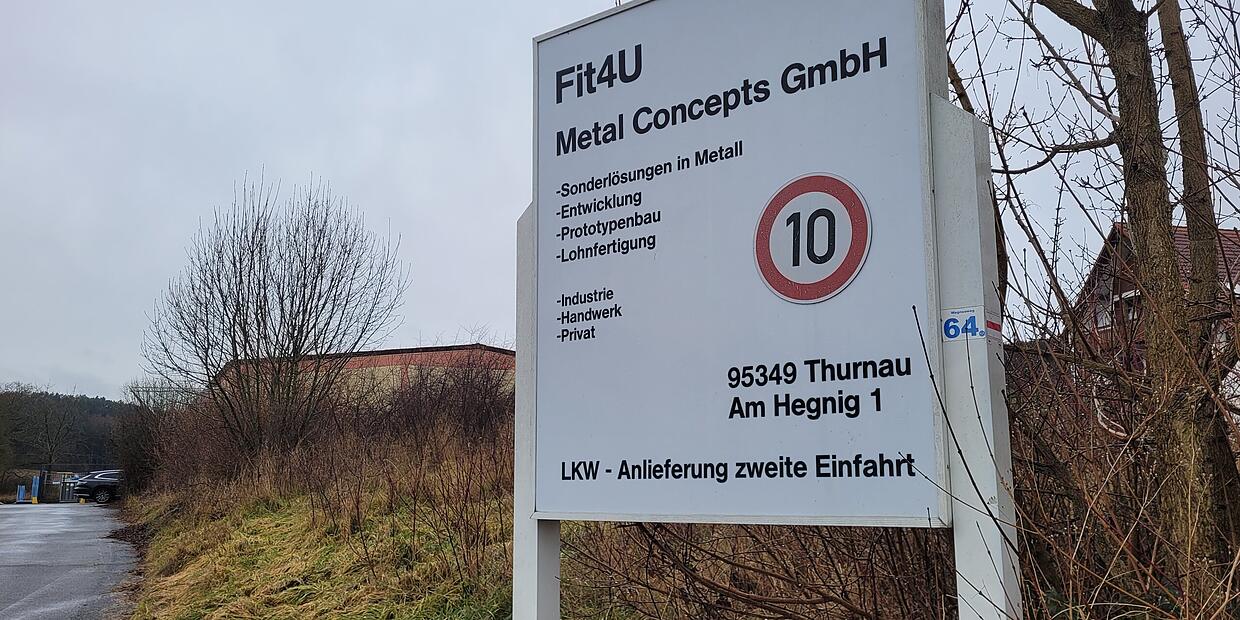 Fit4U
Metal Concepts GmbH
-Sonderlösungen in Metall
-Entwicklung
-Prototypenbau
-Lohnfertigung
-Industrie
-Handwerk
-Privat
10
64
95349 Thurnau
Am Hegnig 1
LKW - Anlieferung zweite Einfahrt